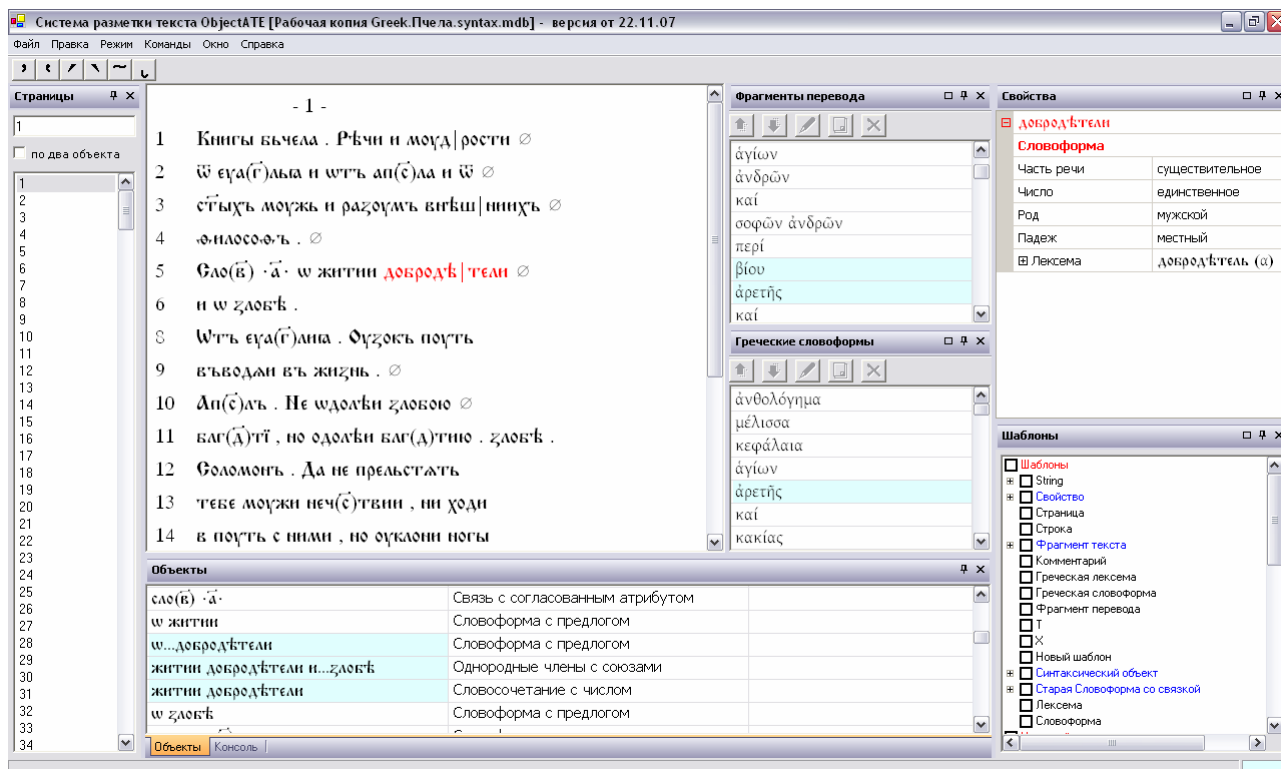 Система разметки текста ObjectATE [Рабочая копия Greek.Пчела.syntax.mdb] - версия от 22.11.07
Файл Правка Режим Команды Окно Справка
Страницы
1
по два объекта
1
2
3
4
5
6
7
8
9
10
11
12
13
14
15
16
17
18
19
20
21
22
23
24
25
26
27
28
29
30
31
32
33
34
- 1 -
1 Книгы бъчела . Рѣчи и моуд|рости ∅
2 ѿ еѵа(г҃)льꙗ и ѡтъ ап(с҃)ла и ѿ ∅
3 ст҃ыхъ моужь и разоумъ внѣш|ниихъ ∅
4 ѳилосоѳъ . ∅
5 Сло(в҃) ·а҃· ѡ житии добродѣ|тели ∅
6 и ѡ злобѣ .
8 Ѡтъ еѵа(г҃)лиꙗ . Оузокъ поуть
9 въводѧи въ жизнь . ∅
10 Ап(с҃)лъ . Не ѡдолѣи злобою ∅
11 благ(д҃)тї , но одолѣи благ(д)тию . злобѣ .
12 Соломонъ . Да не прельстѧть
13 тебе моужи неч(с҃)твии , ни ходи
14 в поуть с ними , но оуклони ногы
Объекты
сло(в҃) ·а҃· Связь с согласованным атрибутом
ѡ житии Словоформа с предлогом
ѡ...добродѣтели Словоформа с предлогом
житии добродѣтели и...злобѣ Однородные члены с союзами
житии добродѣтели Словосочетание с числом
ѡ злобѣ Словоформа с предлогом
Объекты Консоль
Фрагменты перевода
ἁγίων
ἀνδρῶν
καί
σοφῶν ἀνδρῶν
περί
βίου
ἀρετῆς
καί
Греческие словоформы
ἀνθολόγημα
μέλισσα
κεφάλαια
ἁγίων
ἀρετῆς
καί
κακίας
Свойства
добродѣтели
Словоформа
Часть речи существительное
Число единственное
Род мужской
Падеж местный
Лексема добродѣтель (α)
Шаблоны
Шаблоны
String
Свойство
Страница
Строка
Фрагмент текста
Комментарий
Греческая лексема
Греческая словоформа
Фрагмент перевода
T
X
Новый шаблон
Синтаксический объект
Старая Словоформа со связкой
Лексема
Словоформа